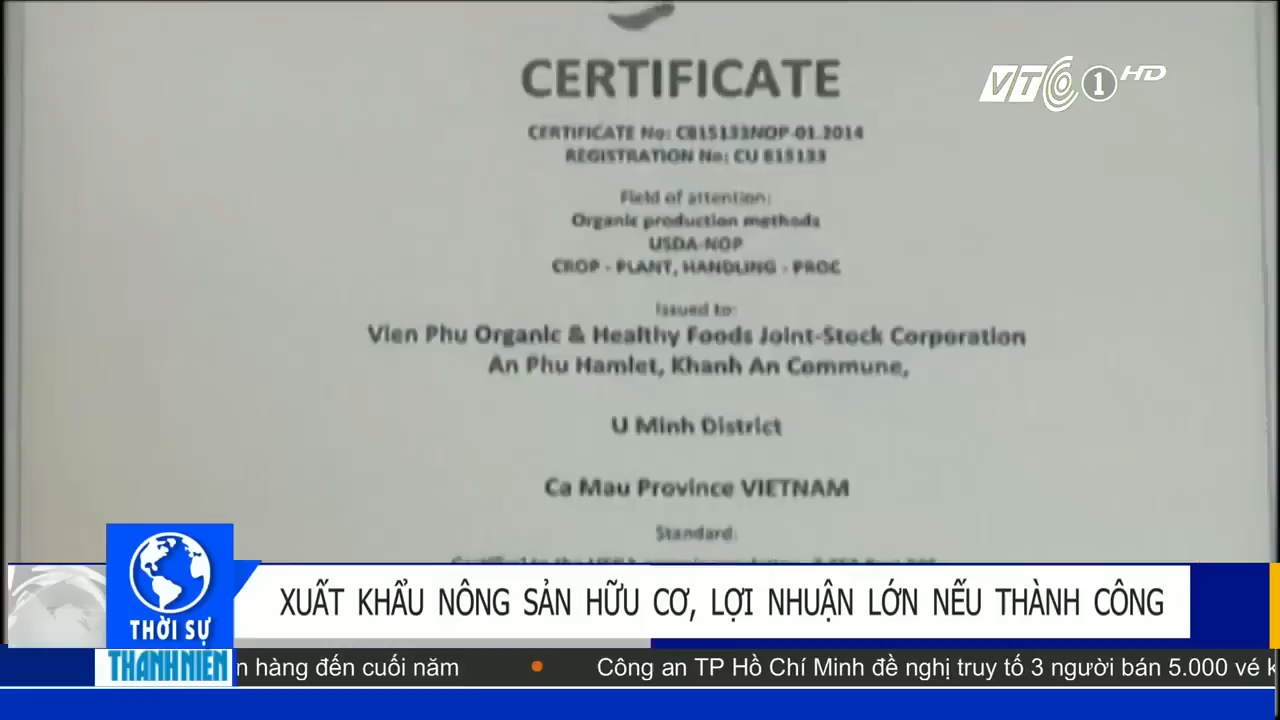 CERTIFICATE
VTC 1 HD
CERTIFICATE No: C815133NOP-01.2014
REGISTRATION No: CU 815133
Field of attention:
Organic production methods
USDA-NOP
CROP - PLANT, HANDLING - PROC
Issued to:
Vien Phu Organic & Healthy Foods Joint-Stock Corporation
An Phu Hamlet, Khanh An Commune,
U Minh District
Ca Mau Province VIETNAM
Standard:
XUẤT KHẨU NÔNG SẢN HỮU CƠ, LỢI NHUẬN LỚN NẾU THÀNH CÔNG
THỜI SỰ
THANH NIÊN
n hàng đến cuối năm • Công an TP Hồ Chí Minh đề nghị truy tố 3 người bán 5.000 vé k